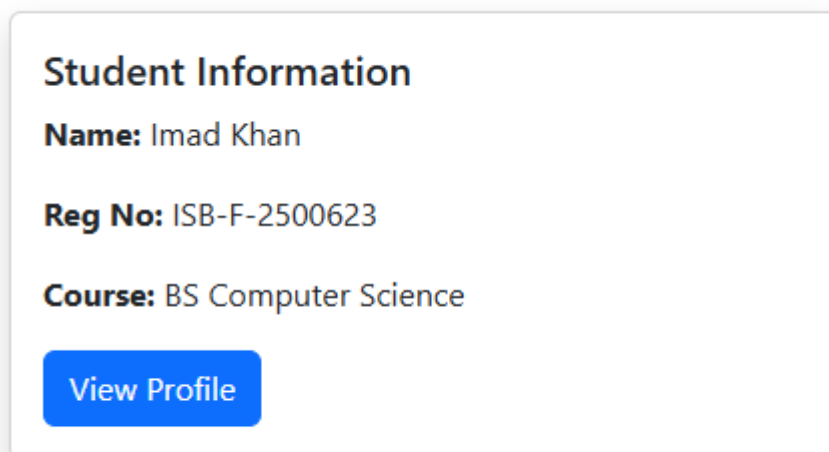 Student Information
Name: Imad Khan
Reg No: ISB-F-2500623
Course: BS Computer Science
View Profile